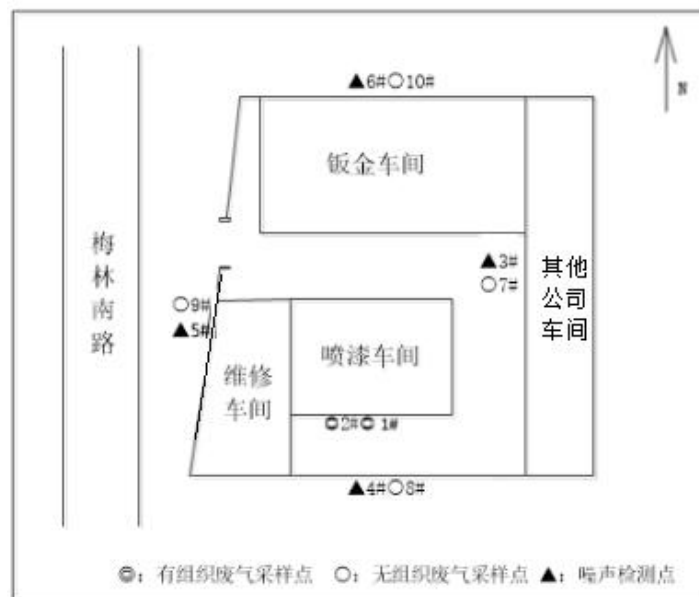 ▲6#○10#
N
钣金车间
梅林南路
▲3#
○7#
其他
公司
车间
○9#
▲5#
喷漆车间
维修
车间
◎2#◎1#
▲4#○8#
◎：有组织废气采样点 ○：无组织废气采样点 ▲：噪声检测点